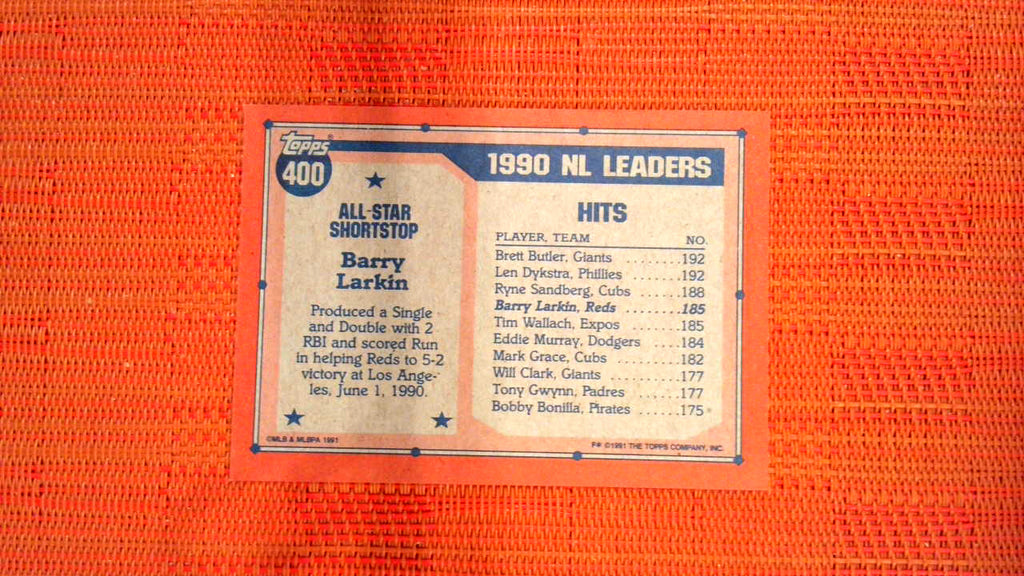 topps®
400
ALL-STAR
SHORTSTOP
Barry
Larkin
Produced a Single
and Double with 2
RBI and scored Run
in helping Reds to 5-2
victory at Los Ange-
les, June 1, 1990.
©MLB & MLBPA 1991
1990 NL LEADERS
HITS
PLAYER, TEAM NO.
Brett Butler, Giants .........192
Len Dykstra, Phillies .........192
Ryne Sandberg, Cubs ......188
Barry Larkin, Reds .......185
Tim Wallach, Expos .........185
Eddie Murray, Dodgers ....184
Mark Grace, Cubs .........182
Will Clark, Giants ..........177
Tony Gwynn, Padres ......177
Bobby Bonilla, Pirates ......175
F* ©1991 THE TOPPS COMPANY, INC.